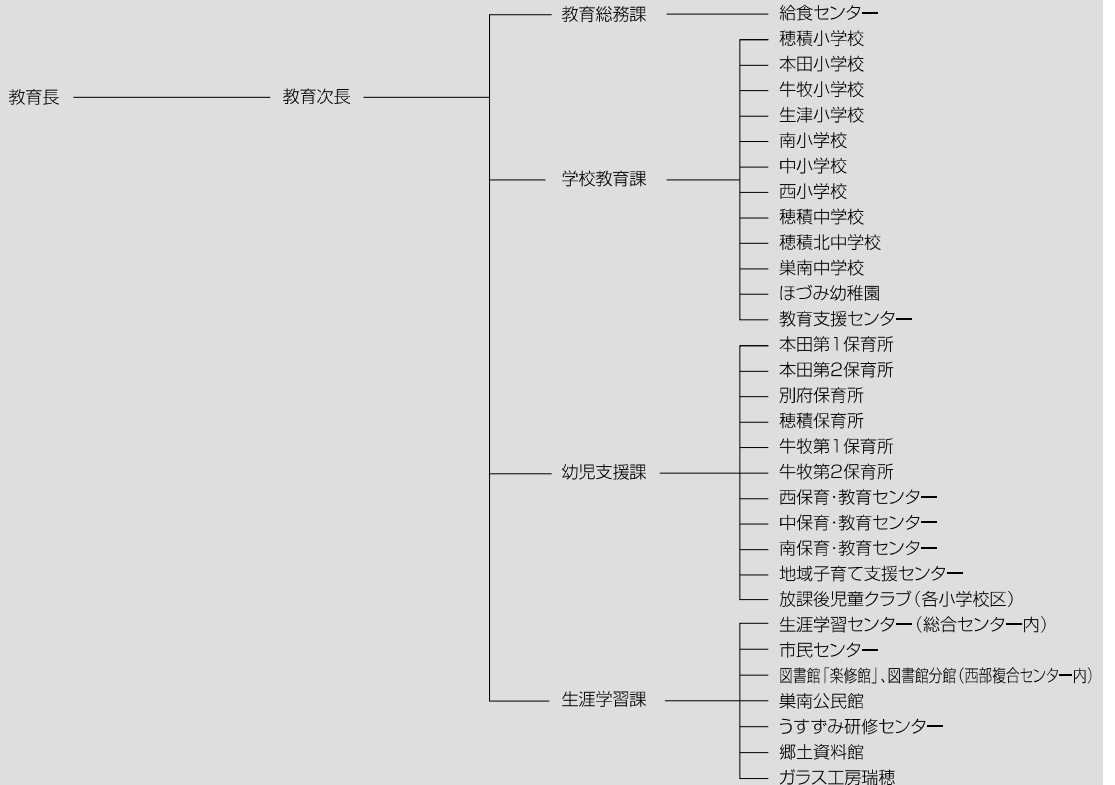 教育長
教育次長
教育総務課
給食センター
学校教育課
穂積小学校
本田小学校
牛牧小学校
生津小学校
南小学校
中小学校
西小学校
穂積中学校
穂積北中学校
巣南中学校
ほづみ幼稚園
教育支援センター
幼児支援課
本田第1保育所
本田第2保育所
別府保育所
穂積保育所
牛牧第1保育所
牛牧第2保育所
西保育・教育センター
中保育・教育センター
南保育・教育センター
地域子育て支援センター
放課後児童クラブ(各小学校区)
生涯学習課
生涯学習センター(総合センター内)
市民センター
図書館「楽修館」、図書館分館(西部複合センター内)
巣南公民館
うすずみ研修センター
郷土資料館
ガラス工房瑞穂